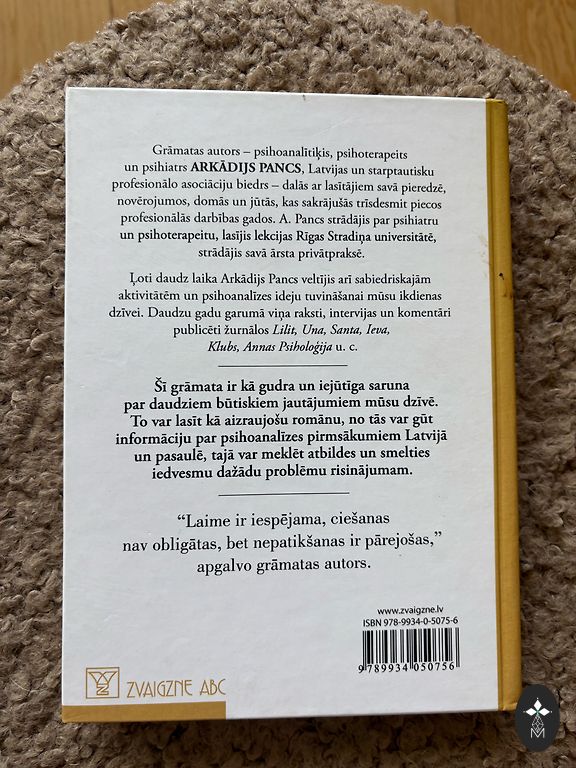 Grāmatas autors – psihoanalītiķis, psihoterapeits
un psihiatrs ARKĀDIJS PANCS, Latvijas un starptautisku
profesionālo asociāciju biedrs – dalās ar lasītājiem savā pieredzē,
novērojumos, domās un jūtās, kas sakrājušās trīsdesmit piecos
profesionālās darbības gados. A. Pancs strādājis par psihiatru
un psihoterapeitu, lasījis lekcijas Rīgas Stradiņa universitātē,
strādājis savā ārsta privātpraksē.
Ļoti daudz laika Arkādijs Pancs veltījis arī sabiedriskajām
aktivitātēm un psihoanalīzes ideju tuvināšanai mūsu ikdienas
dzīvei. Daudzu gadu garumā viņa raksti, intervijas un komentāri
publicēti žurnālos Lilit, Una, Santa, Ieva,
Klubs, Annas Psiholoģija u. c.
Šī grāmata ir kā gudra un iejūtīga saruna
par daudziem būtiskiem jautājumiem mūsu dzīvē.
To var lasīt kā aizraujošu romānu, no tās var gūt
informāciju par psihoanalīzes pirmsākumiem Latvijā
un pasaulē, tajā var meklēt atbildes un smelties
iedvesmu dažādu problēmu risinājumam.
“Laime ir iespējama, ciešanas
nav obligātas, bet nepatikšanas ir pārejošas,”
apgalvo grāmatas autors.
www.zvaigzne.lv
ISBN 978-9934-0-5075-6
9 789934 050756
ZVAIGZNE ABC
M